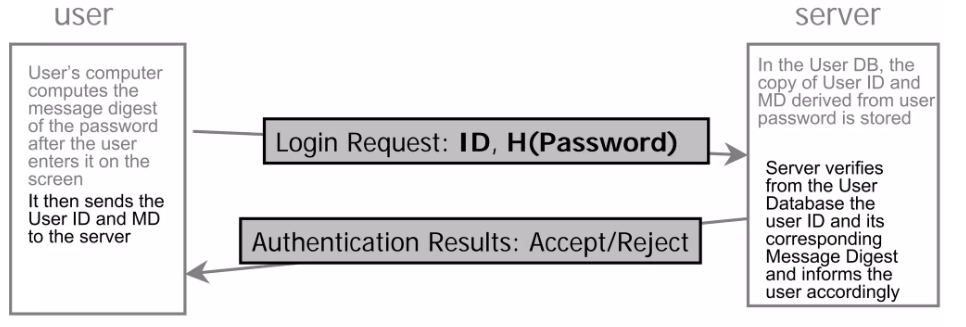 user
server
User's computer
computes the
message digest
of the password
after the user
enters it on the
screen
It then sends the
User ID and MD
to the server
Login Request: ID, H(Password)
Authentication Results: Accept/Reject
In the User DB, the
copy of User ID and
MD derived from user
password is stored
Server verifies
from the User
Database the
user ID and its
corresponding
Message Digest
and informs the
user accordingly